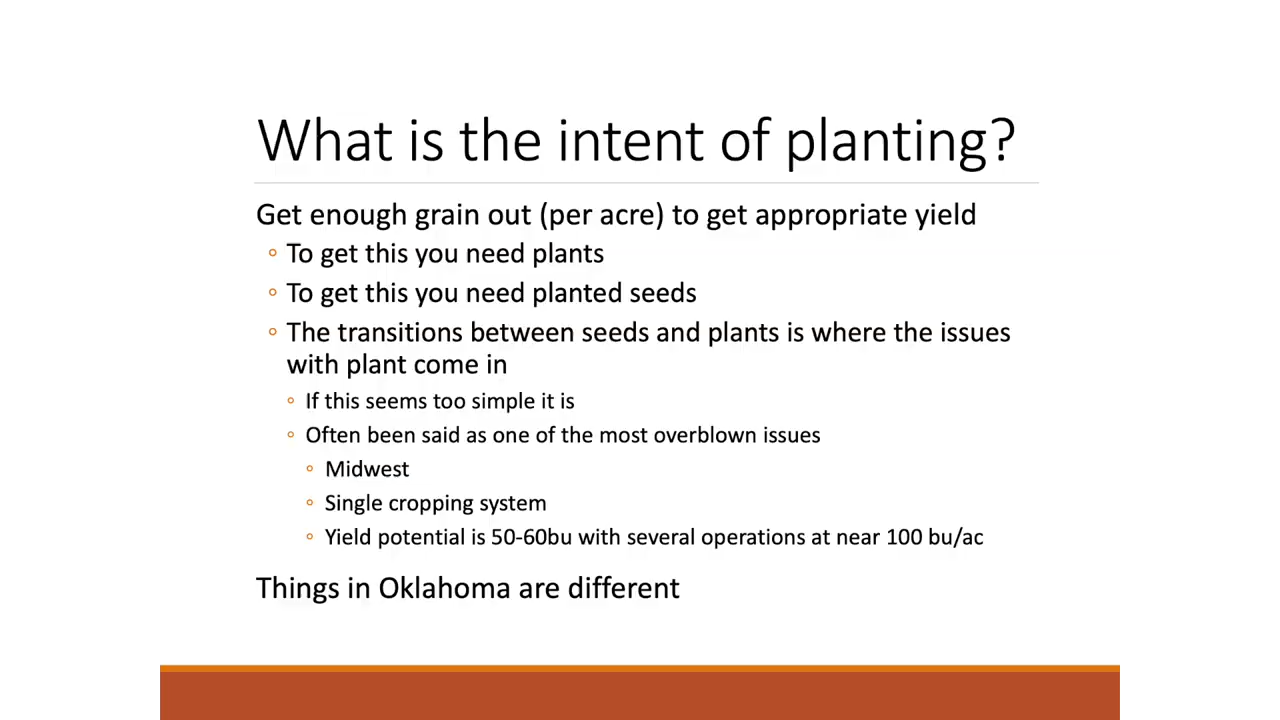 What is the intent of planting?
Get enough grain out (per acre) to get appropriate yield
To get this you need plants
To get this you need planted seeds
The transitions between seeds and plants is where the issues
with plant come in
If this seems too simple it is
Often been said as one of the most overblown issues
Midwest
Single cropping system
Yield potential is 50-60bu with several operations at near 100 bu/ac
Things in Oklahoma are different